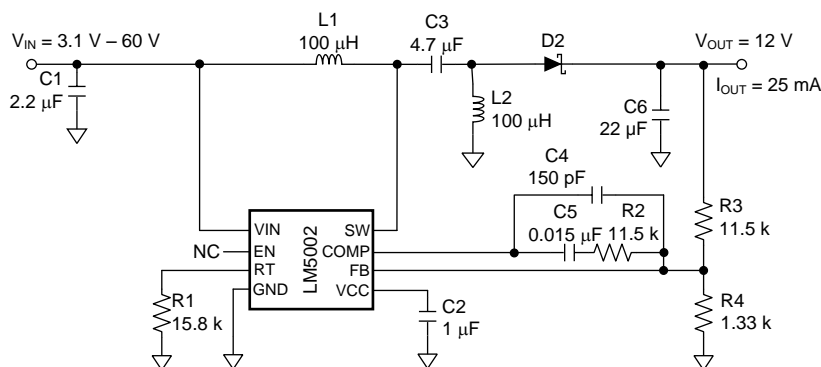 L1
100 μH
C3
4.7 μF
D2
VIN = 3.1 V – 60 V
VOUT = 12 V
IOUT = 25 mA
C1
2.2 μF
L2
100 μH
C6
22 μF
C4
150 pF
C5
0.015 μF
R2
11.5 k
R3
11.5 k
VIN
SW
NC
EN
COMP
RT
FB
GND
VCC
LM5002
R1
15.8 k
C2
1 μF
R4
1.33 k